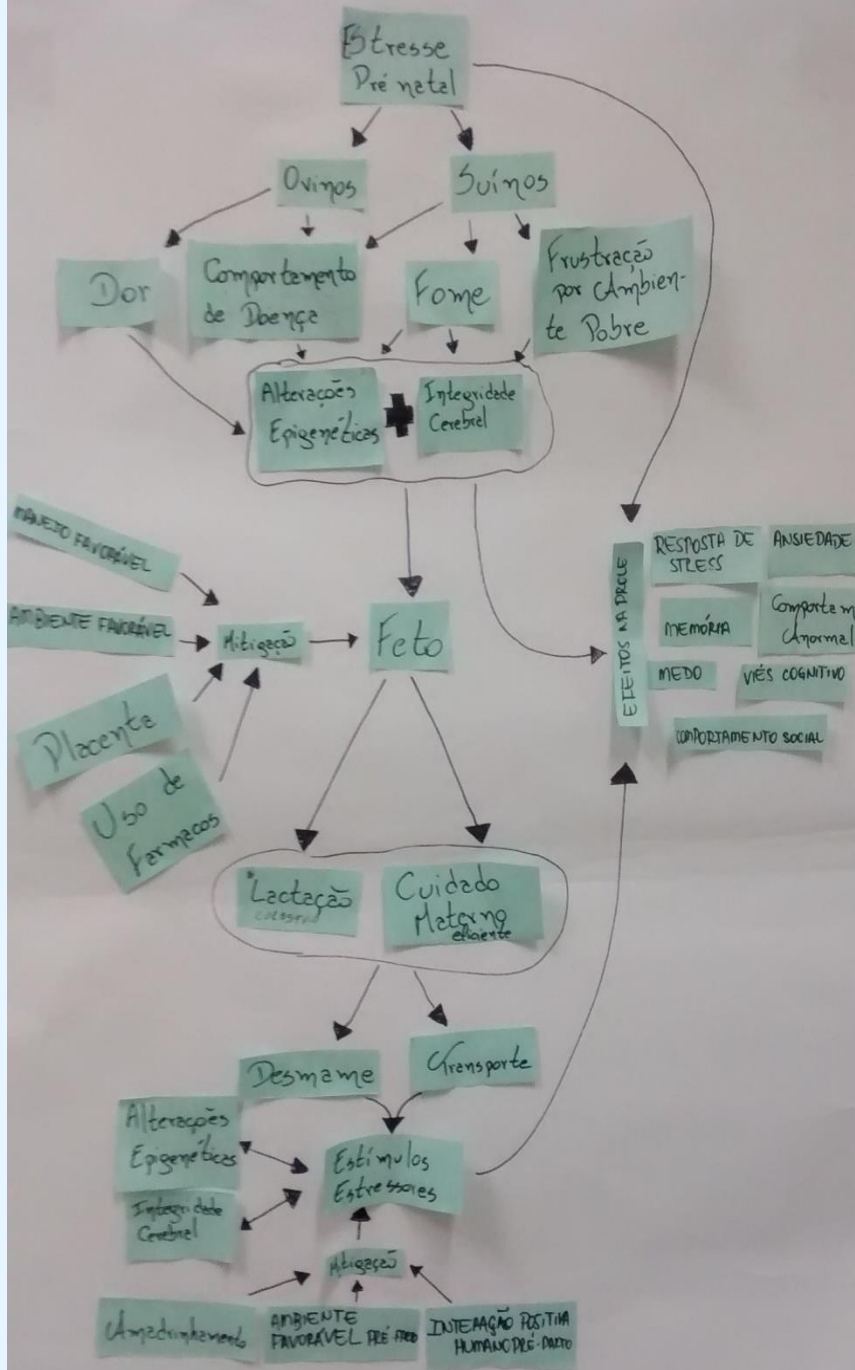 Estresse
Pré natal
Ovinos
Suínos
Dor
Comportamento
de Doença
Fome
Frustração
por Ambien-
te Pobre
Alterações
Epigenéticas
+
Integridade
Cerebral
MANEJO FAVORÁVEL
AMBIENTE FAVORÁVEL
Placenta
Uso de
Farmacos
Mitigação
Feto
EFEITOS NA PROLE
RESPOSTA DE
STRESS
ANSIEDADE
MEMÓRIA
Comportam
Anormal
MEDO
VIÉS COGNITIVO
COMPORTAMENTO SOCIAL
*Lactação
colostro
Cuidado
Materno
eficiente
Desmame
Transporte
Alterações
Epigenéticas
Integridade
Cerebral
Estímulos
Estressores
Mitigação
Amadrinhamento
AMBIENTE
FAVORÁVEL PRÉ
INTERAÇÃO POSITIVA
HUMANO PRÉ-PARTO